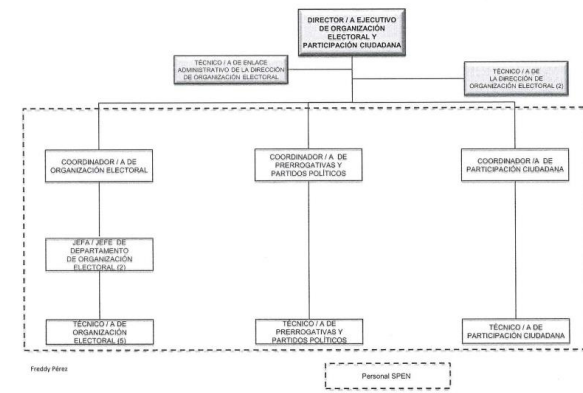 DIRECTOR / A EJECUTIVO
DE ORGANIZACIÓN
ELECTORAL Y
PARTICIPACIÓN CIUDADANA
TÉCNICO / A DE ENLACE
ADMINISTRATIVO DE LA DIRECCIÓN
DE ORGANIZACIÓN ELECTORAL
TÉCNICO / A DE
LA DIRECCIÓN DE
ORGANIZACIÓN ELECTORAL (2)
COORDINADOR / A DE
ORGANIZACIÓN ELECTORAL
COORDINADOR / A DE
PRERROGATIVAS Y
PARTIDOS POLÍTICOS
COORDINADOR /A DE
PARTICIPACIÓN CIUDADANA
JEFA / JEFE DE
DEPARTAMENTO
DE ORGANIZACIÓN
ELECTORAL (2)
TÉCNICO / A DE
ORGANIZACIÓN
ELECTORAL (5)
TÉCNICO / A DE
PRERROGATIVAS Y
PARTIDOS POLÍTICOS
TÉCNICO / A DE
PARTICIPACIÓN CIUDADANA
Freddy Pérez
Personal SPEN